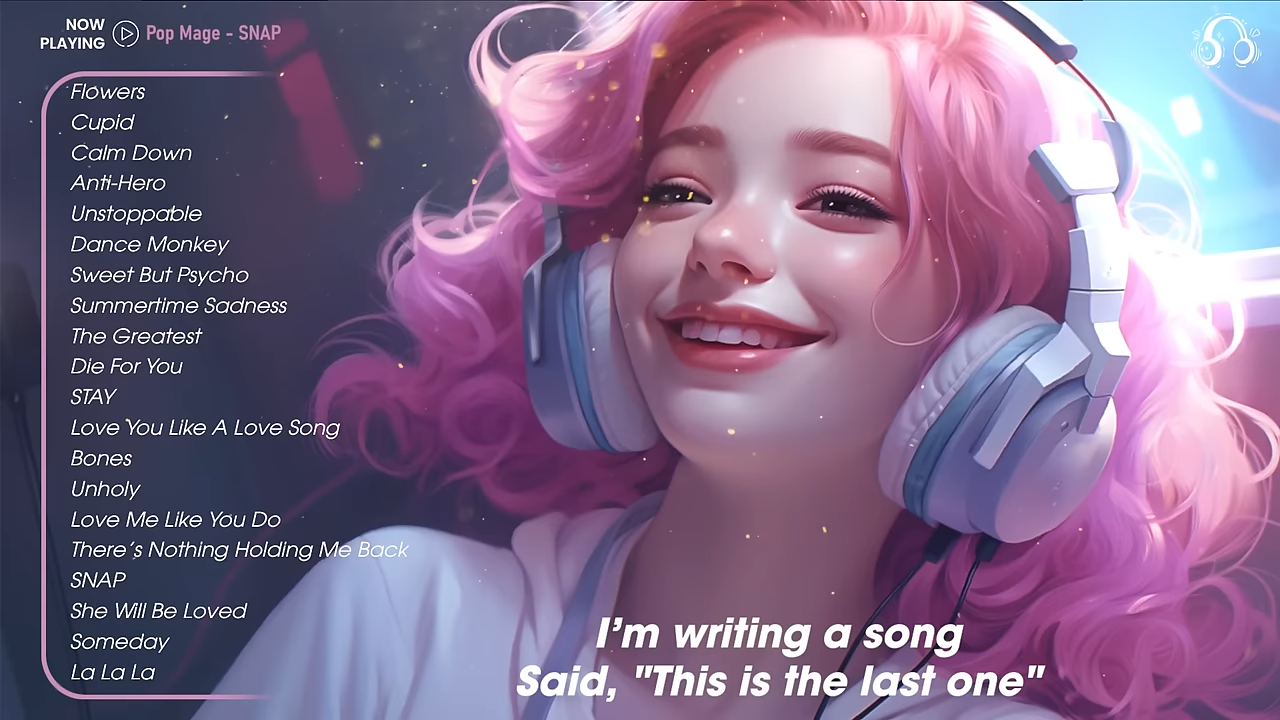 NOW
PLAYING
Pop Mage - SNAP
Flowers
Cupid
Calm Down
Anti-Hero
Unstoppable
Dance Monkey
Sweet But Psycho
Summertime Sadness
The Greatest
Die For You
STAY
Love You Like A Love Song
Bones
Unholy
Love Me Like You Do
There's Nothing Holding Me Back
SNAP
She Will Be Loved
Someday
La La La
I'm writing a song
Said, "This is the last one"